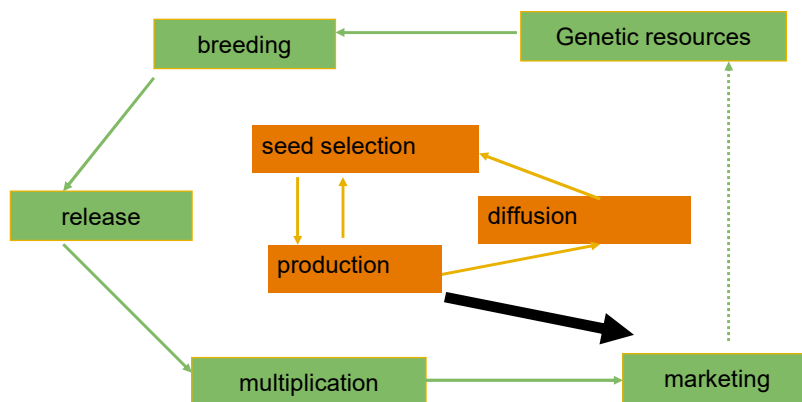 breeding
Genetic resources
seed selection
release
diffusion
production
multiplication
marketing